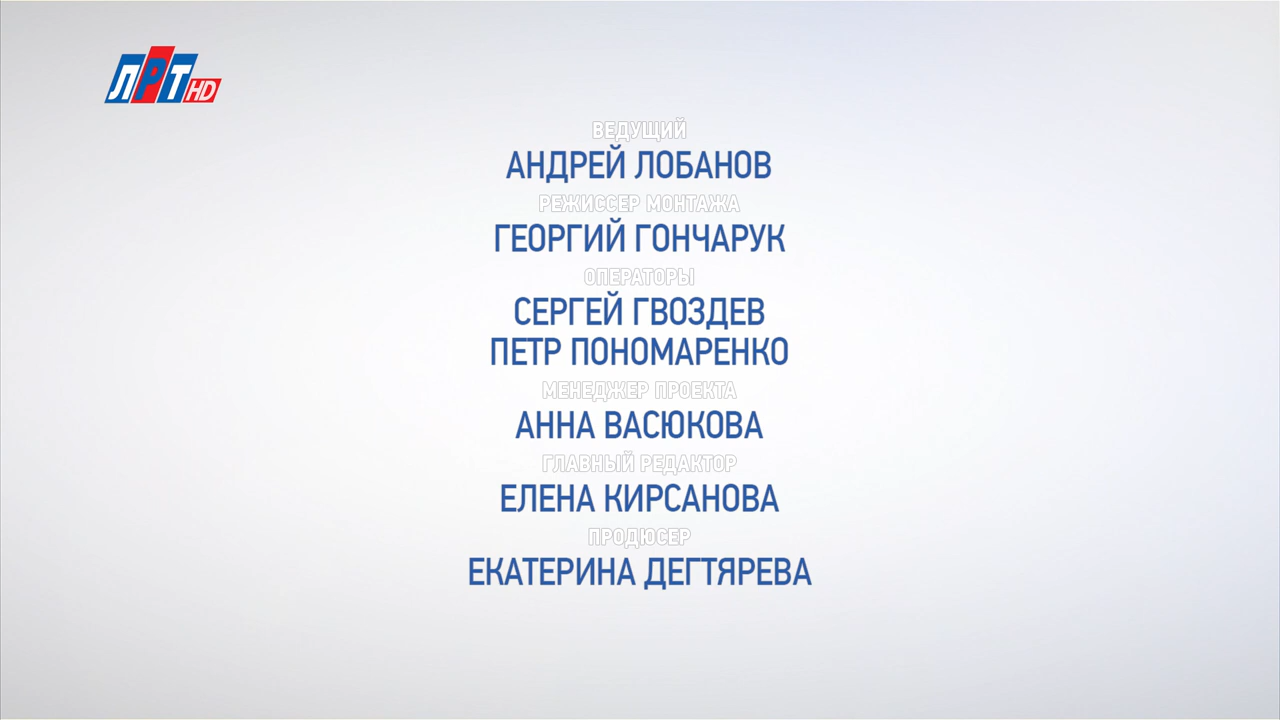 ЛРТ HD
ВЕДУЩИЙ
АНДРЕЙ ЛОБАНОВ
РЕЖИССЕР МОНТАЖА
ГЕОРГИЙ ГОНЧАРУК
ОПЕРАТОРЫ
СЕРГЕЙ ГВОЗДЕВ
ПЕТР ПОНОМАРЕНКО
МЕНЕДЖЕР ПРОЕКТА
АННА ВАСЮКОВА
ГЛАВНЫЙ РЕДАКТОР
ЕЛЕНА КИРСАНОВА
ПРОДЮСЕР
ЕКАТЕРИНА ДЕГТЯРЕВА